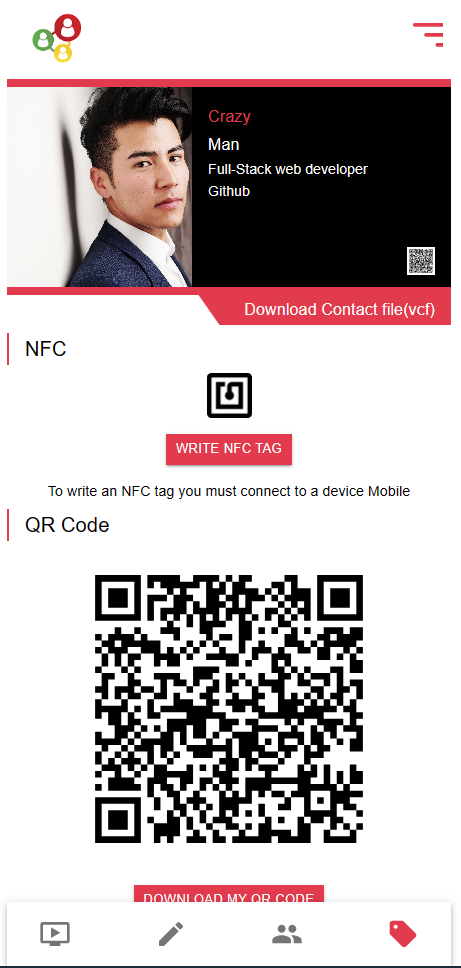 Crazy
Man
Full-Stack web developer
Github
Download Contact file(vcf)
NFC
WRITE NFC TAG
To write an NFC tag you must connect to a device Mobile
QR Code
DOWNLOAD MY QR CODE